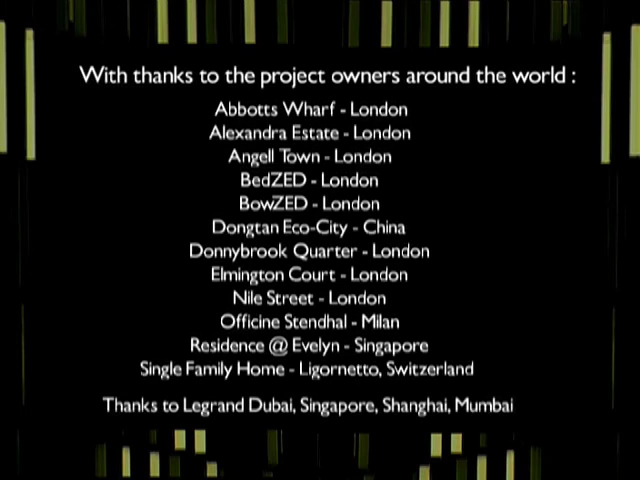 With thanks to the project owners around the world :
Abbotts Wharf - London
Alexandra Estate - London
Angell Town - London
BedZED - London
BowZED - London
Dongtan Eco-City - China
Donnybrook Quarter - London
Elmington Court - London
Nile Street - London
Officine Stendhal - Milan
Residence @ Evelyn - Singapore
Single Family Home - Ligornetto, Switzerland
Thanks to Legrand Dubai, Singapore, Shanghai, Mumbai